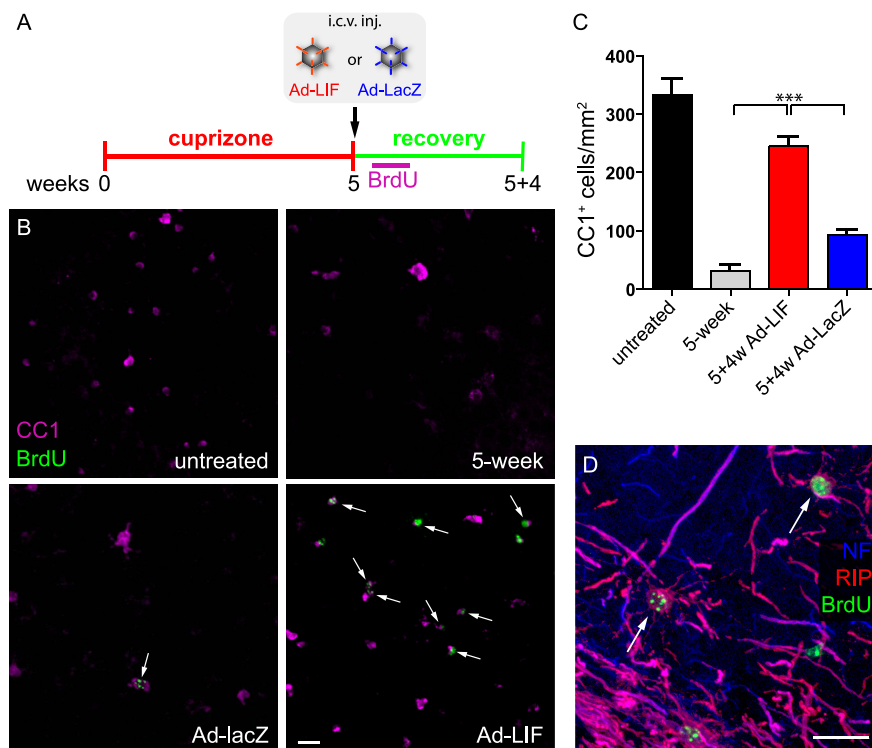 A
i.c.v. inj.
or
Ad-LIF Ad-LacZ
cuprizone recovery
weeks 0 5 BrdU 5+4
B
CC1
BrdU
untreated
5-week
Ad-lacZ
Ad-LIF
C
CC1+ cells/mm2
400
300
200
100
0
***
untreated
5-week
5+4w Ad-LIF
5+4w Ad-LacZ
D
NF
RIP
BrdU